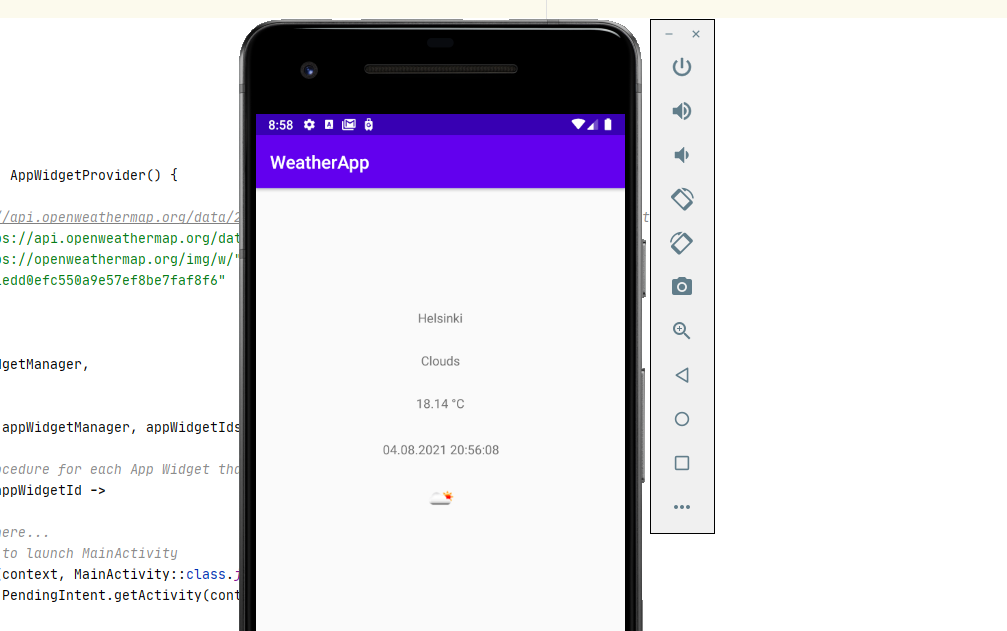 8:58
WeatherApp
AppWidgetProvider() {
//api.openweathermap.org/data/2
ps://api.openweathermap.org/dat
ps://openweathermap.org/img/w/"
edd0efc550a9e57ef8be7faf8f6"
Helsinki
Clouds
dgetManager,
18.14 °C
appWidgetManager, appWidgetIds
04.08.2021 20:56:08
ocedure for each App Widget tha
appWidgetId ->
here...
to launch MainActivity
(context, MainActivity::class.j
PendingIntent.getActivity(cont